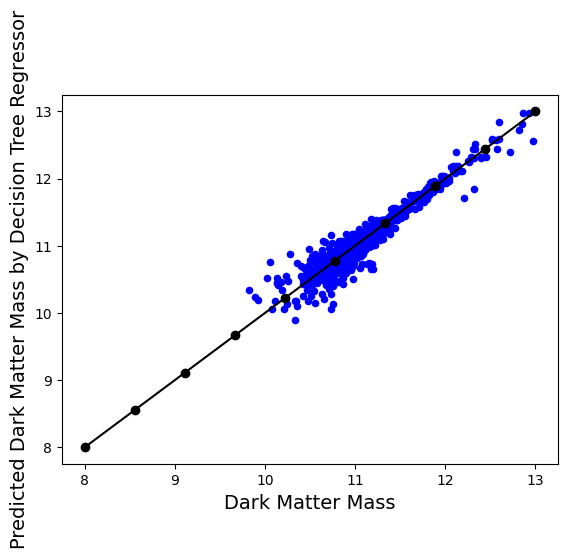 Predicted Dark Matter Mass by Decision Tree Regressor
13
12
11
10
9
8
8 9 10 11 12 13
Dark Matter Mass